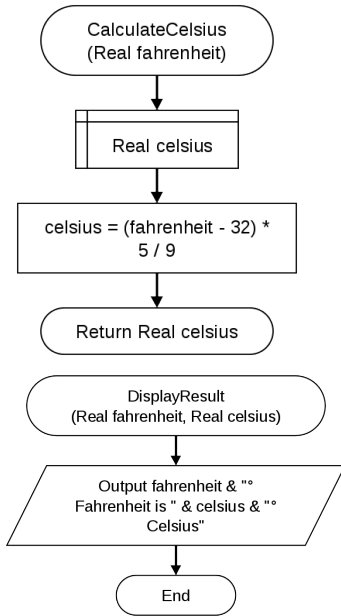 CalculateCelsius
(Real fahrenheit)
Real celsius
celsius = (fahrenheit - 32) *
5 / 9
Return Real celsius
DisplayResult
(Real fahrenheit, Real celsius)
Output fahrenheit & "°
Fahrenheit is " & celsius & "°
Celsius"
End